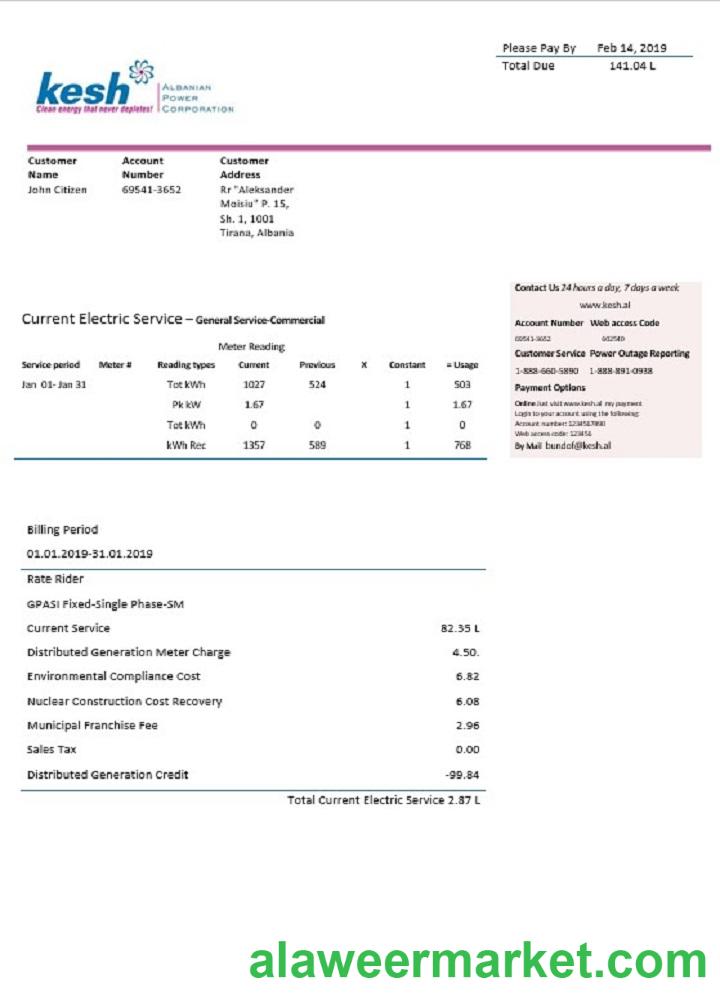 Please Pay By Feb 14, 2019
Total Due 141.04 L
kesh
ALBANIAN
POWER
CORPORATION
Clean energy that never depletes!
Customer Name Account Number Customer Address
John Citizen 69541-3652 Rr "Aleksander
Moisiu" P. 15,
Sh. 1, 1001
Tirana, Albania
Contact Us 24 hours a day, 7 days a week
www.kesh.al
Account Number Web access Code
69541-3652
Customer Service Power Outage Reporting
1-888-660-5890 1-888-891-0938
Payment Options
Online Just visit www.kesh.al my payment
Login to your account using the following:
Account number: 1234567890
Web access code: 123456
By Mail bundof@kesh.al
Current Electric Service – General Service-Commercial
Meter Reading
Service period Meter # Reading types Current Previous X Constant = Usage
Jan 01- Jan 31 Tot kWh 1027 524 1 503
Pk kW 1.67 1 1.67
Tot kWh 0 0 1 0
kWh Rec 1357 589 1 768
Billing Period
01.01.2019-31.01.2019
Rate Rider
GPASI Fixed-Single Phase-SM
Current Service 82.35 L
Distributed Generation Meter Charge 4.50.
Environmental Compliance Cost 6.82
Nuclear Construction Cost Recovery 6.08
Municipal Franchise Fee 2.96
Sales Tax 0.00
Distributed Generation Credit -99.84
Total Current Electric Service 2.87 L
alaweermarket.com